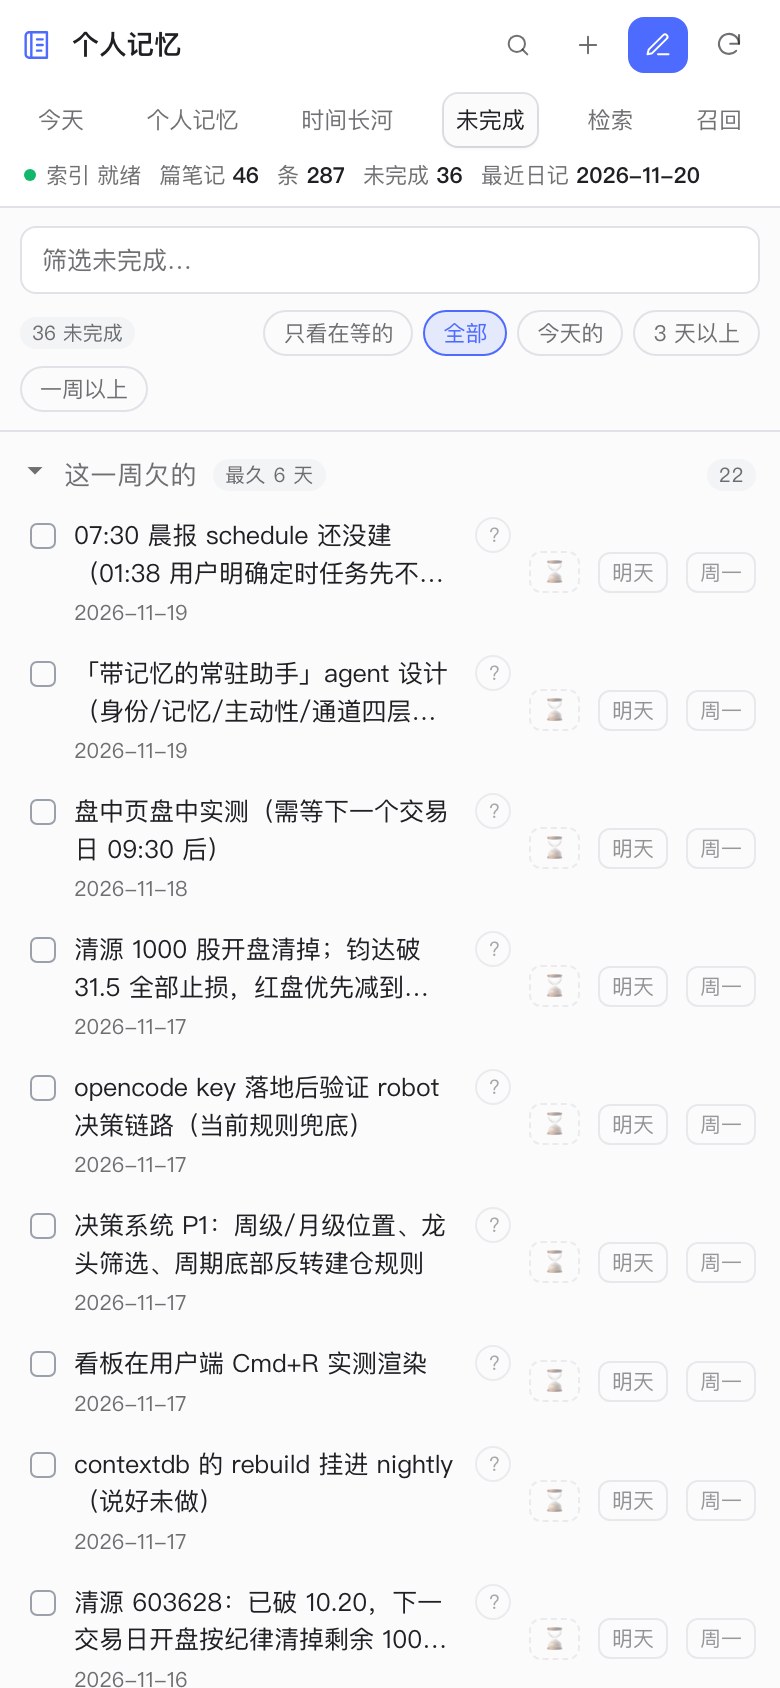 个人记忆
今天 个人记忆 时间长河 未完成 检索 召回
索引 就绪 篇笔记 46 条 287 未完成 36 最近日记 2026-11-20
筛选未完成...
36 未完成 只看在等的 全部 今天的 3 天以上
一周以上
这一周欠的 最久 6 天 22
07:30 晨报 schedule 还没建 ?
（01:38 用户明确定时任务先不... ⌛ 明天 周一
2026-11-19
「带记忆的常驻助手」agent 设计 ?
（身份/记忆/主动性/通道四层... ⌛ 明天 周一
2026-11-19
盘中页盘中实测（需等下一个交易 ?
日 09:30 后） ⌛ 明天 周一
2026-11-18
清源 1000 股开盘清掉；钧达破 ?
31.5 全部止损，红盘优先减到... ⌛ 明天 周一
2026-11-17
opencode key 落地后验证 robot ?
决策链路（当前规则兜底） ⌛ 明天 周一
2026-11-17
决策系统 P1：周级/月级位置、龙 ?
头筛选、周期底部反转建仓规则 ⌛ 明天 周一
2026-11-17
看板在用户端 Cmd+R 实测渲染 ?
⌛ 明天 周一
2026-11-17
contextdb 的 rebuild 挂进 nightly ?
（说好未做） ⌛ 明天 周一
2026-11-17
清源 603628：已破 10.20，下一 ?
交易日开盘按纪律清掉剩余 100... ⌛ 明天 周一
2026-11-16